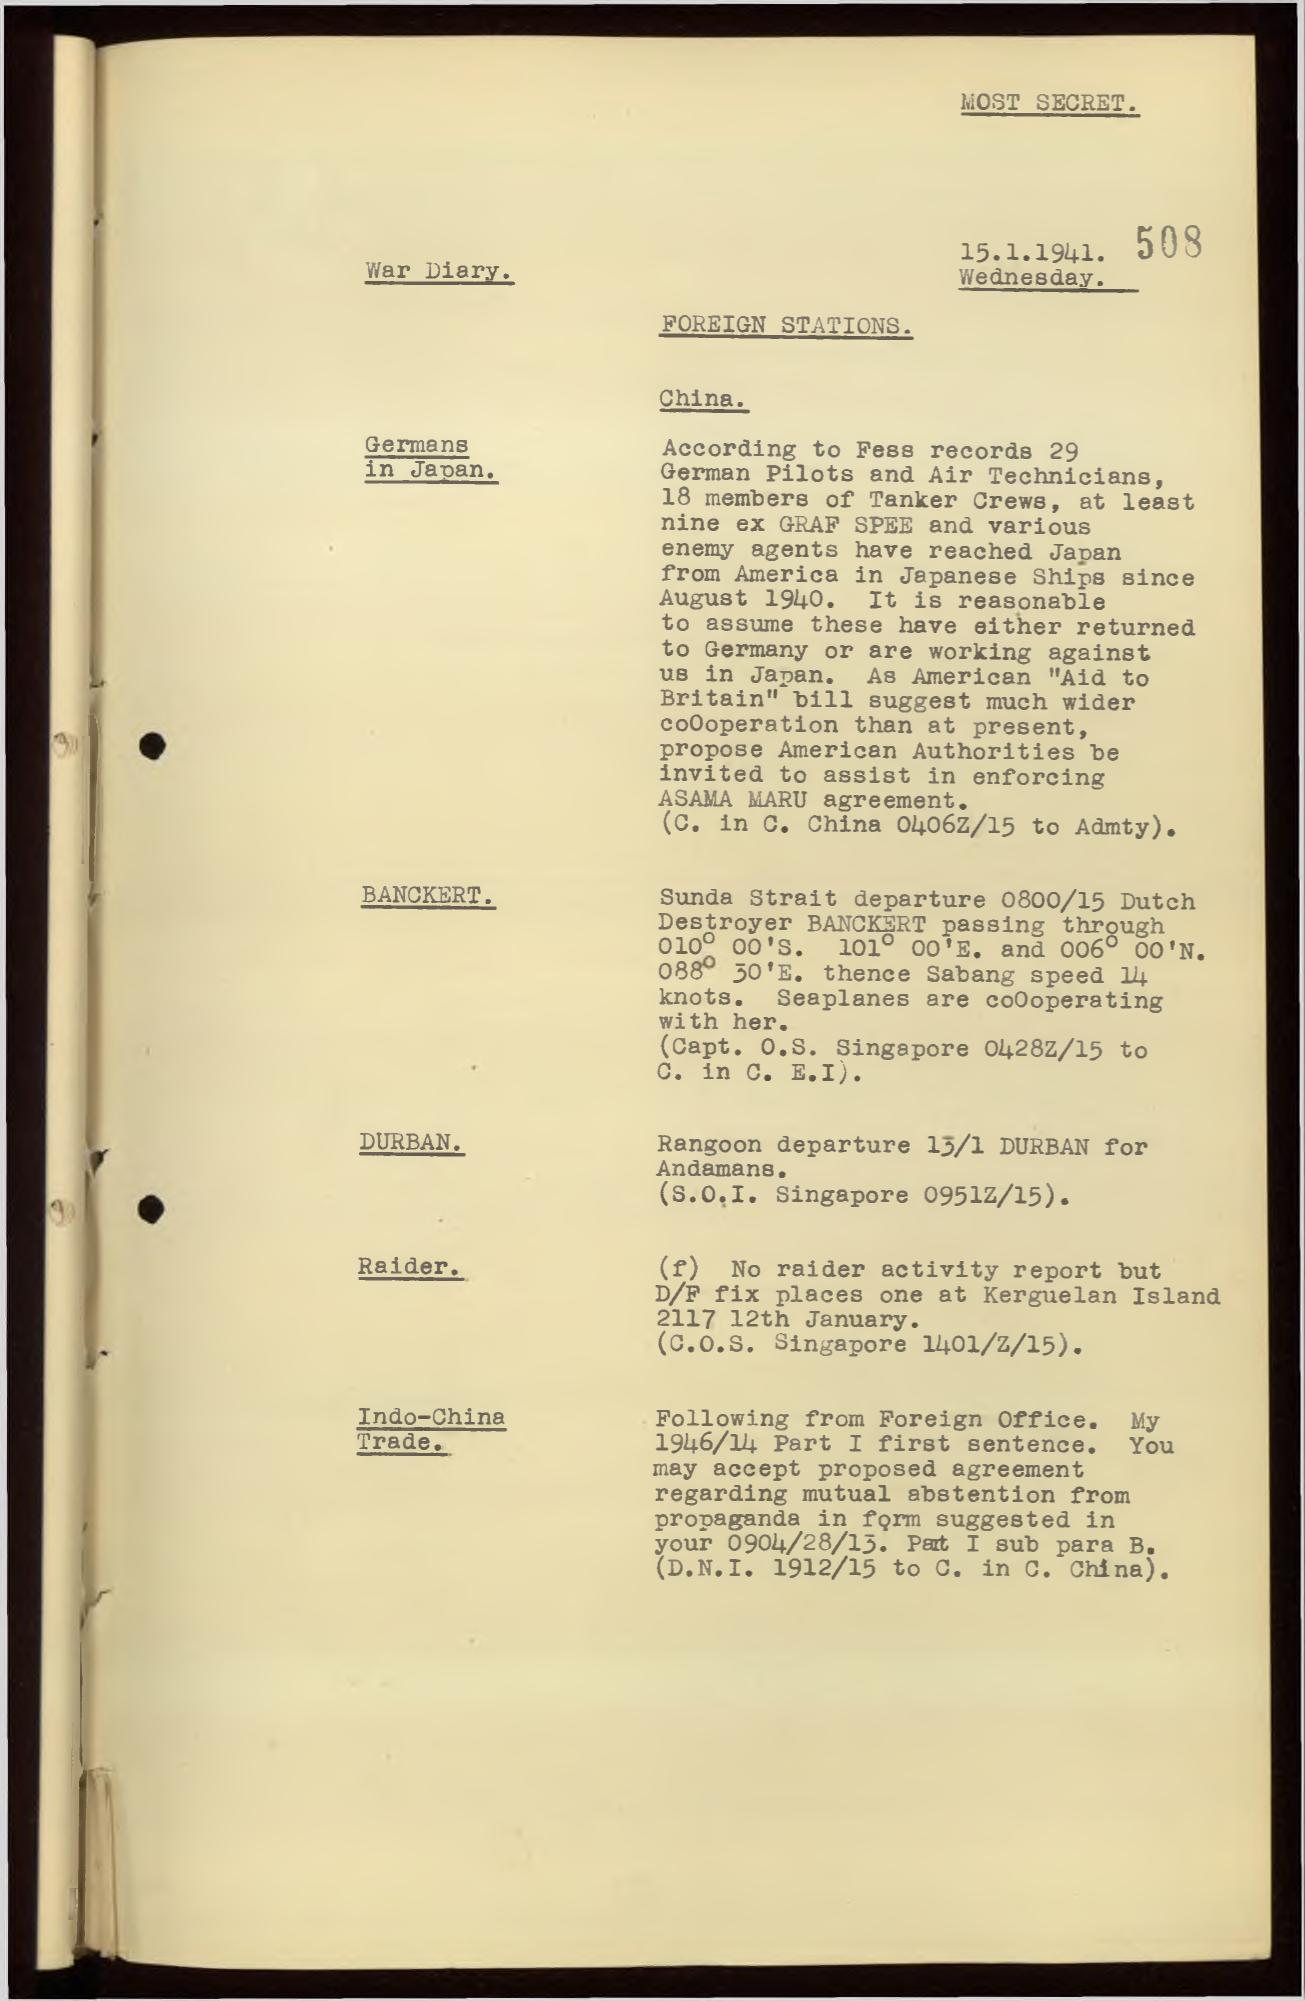 MOST SECRET.
508
15.1.1941.
War Diary.
Wednesday.
FOREIGN STATIONS.
China.
Germans
in Japan.
According to Fess records 29
German Pilots and Air Technicians,
18 members of Tanker Crews, at least
nine ex GRAF SPEE and various
enemy agents have reached Japan
from America in Japanese Ships since
August 1940. It is reasonable
to assume these have either returned
to Germany or are working against
us in Japan. As American "Aid to
Britain" bill suggest much wider
coOoperation than at present,
propose American Authorities be
invited to assist in enforcing
ASAMA MARU agreement.
(C. in C. China 0406Z/15 to Admty).
BANCKERT.
Sunda Strait departure 0800/15 Dutch
Destroyer BANCKERT passing through
010° 00'S. 101° 00'E. and 006° 00'N.
088° 30'E. thence Sabang speed 14
knots. Seaplanes are coOoperating
with her.
(Capt. O.S. Singapore 0428Z/15 to
C. in C. E.I).
DURBAN.
Rangoon departure 13/1 DURBAN for
Andamans.
(S.O.I. Singapore 0951Z/15).
Raider.
(f) No raider activity report but
D/F fix places one at Kerguelan Island
2117 12th January.
(C.O.S. Singapore 1401/Z/15).
Indo-China
Trade.
Following from Foreign Office. My
1946/14 Part I first sentence. You
may accept proposed agreement
regarding mutual abstention from
propaganda in form suggested in
your 0904/28/13. Part I sub para B.
(D.N.I. 1912/15 to C. in C. China).